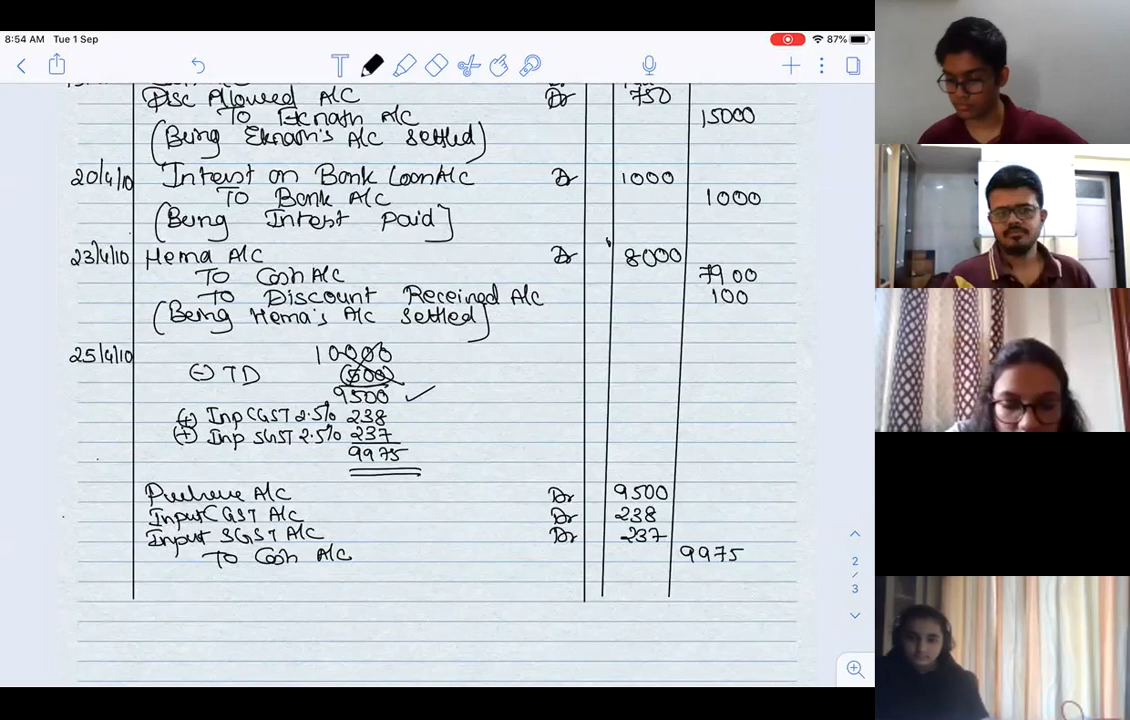 8:54 AM Tue 1 Sep 87%
Disc Allowed A/C Dr 750
To Eknath A/C 15000
(Being Eknath's A/C settled)
20/4/10 Interest on Bank Loan A/C Dr 1000
To Bank A/C 1000
(Being Interest paid)
23/4/10 Hema A/C Dr 8000
To Cash A/C 7900
To Discount Received A/C 100
(Being Hema's A/C settled)
25/4/10 10000
(-) TD (500)
9500 ✓
(+) Inp CGST 2.5% 238
(+) Inp SGST 2.5% 237
9975
Purchase A/C Dr 9500
Input CGST A/C Dr 238
Input SGST A/C Dr 237
To Cash A/C 9975
2
/
3